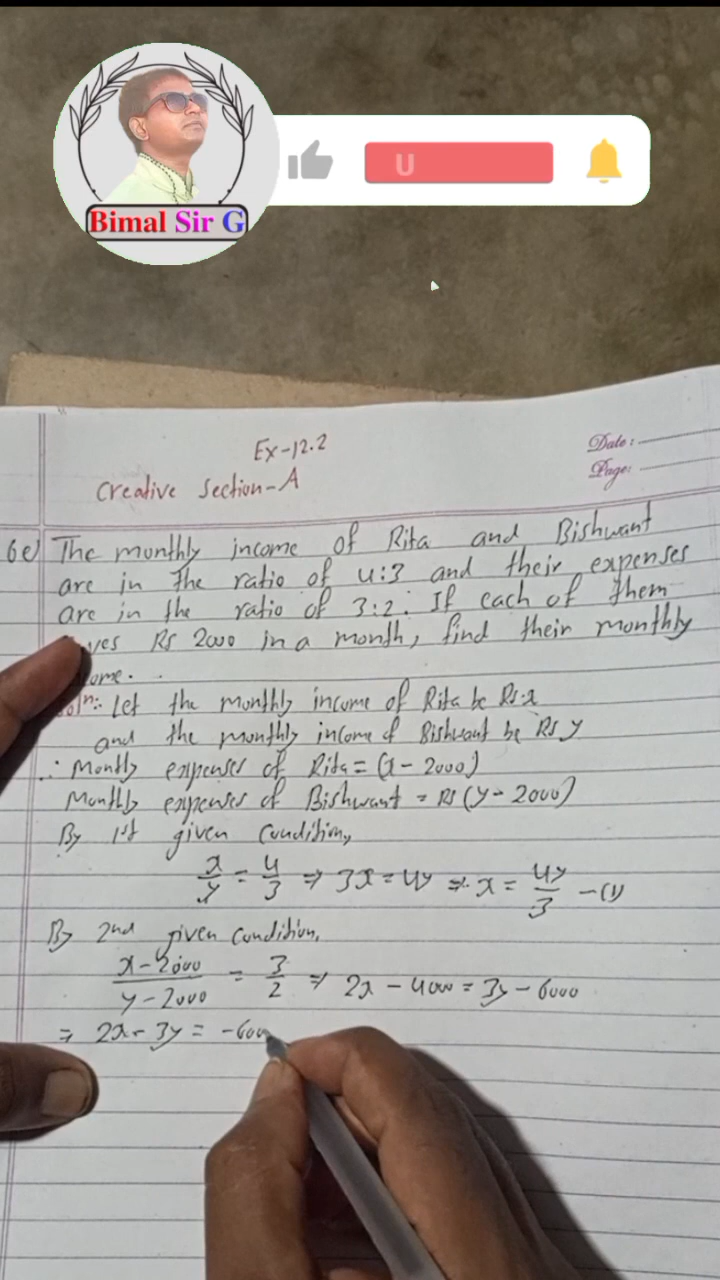 Bimal Sir G
U
Ex-12.2
Date:
Page:
Creative Section-A
6e) The monthly income of Rita and Bishwant
are in the ratio of 4:3 and their expenses
are in the ratio of 3:2. If each of them
ves Rs 2000 in a month, find their monthly
ome.
oln: Let the monthly income of Rita be Rs.x
and the monthly income of Bishwant be Rs y
∴ Monthly expenses of Rita = (x - 2000)
Monthly expenses of Bishwant = Rs (y - 2000)
By 1st given condition,
x/y = 4/3 ⇒ 3x = 4y ⇒ x = 4y/3 - (1)
By 2nd given condition,
x-2000/y-2000 = 3/2 ⇒ 2x - 4000 = 3y - 6000
⇒ 2x - 3y = -600